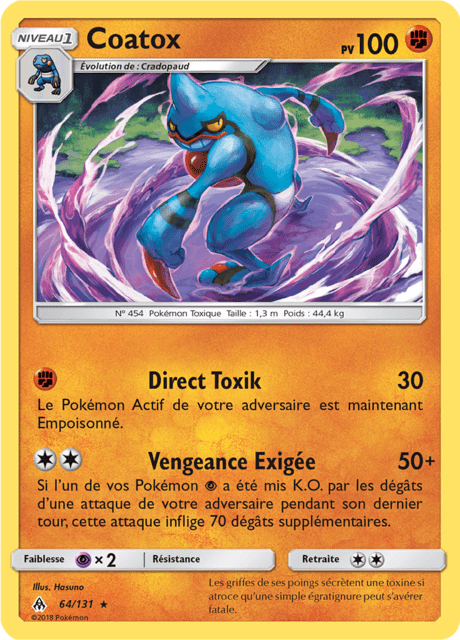 NIVEAU 1
Coatox
PV 100
Évolution de : Cradopaud
N° 454 Pokémon Toxique Taille : 1,3 m Poids : 44,4 kg
Direct Toxik 30
Le Pokémon Actif de votre adversaire est maintenant
Empoisonné.
Vengeance Exigée 50+
Si l'un de vos Pokémon a été mis K.O. par les dégâts
d'une attaque de votre adversaire pendant son dernier
tour, cette attaque inflige 70 dégâts supplémentaires.
Faiblesse ×2 Résistance Retraite
Illus. Hasuno
64/131 ★
©2018 Pokémon
Les griffes de ses poings sécrètent une toxine si
atroce qu'une simple égratignure peut s'avérer
fatale.